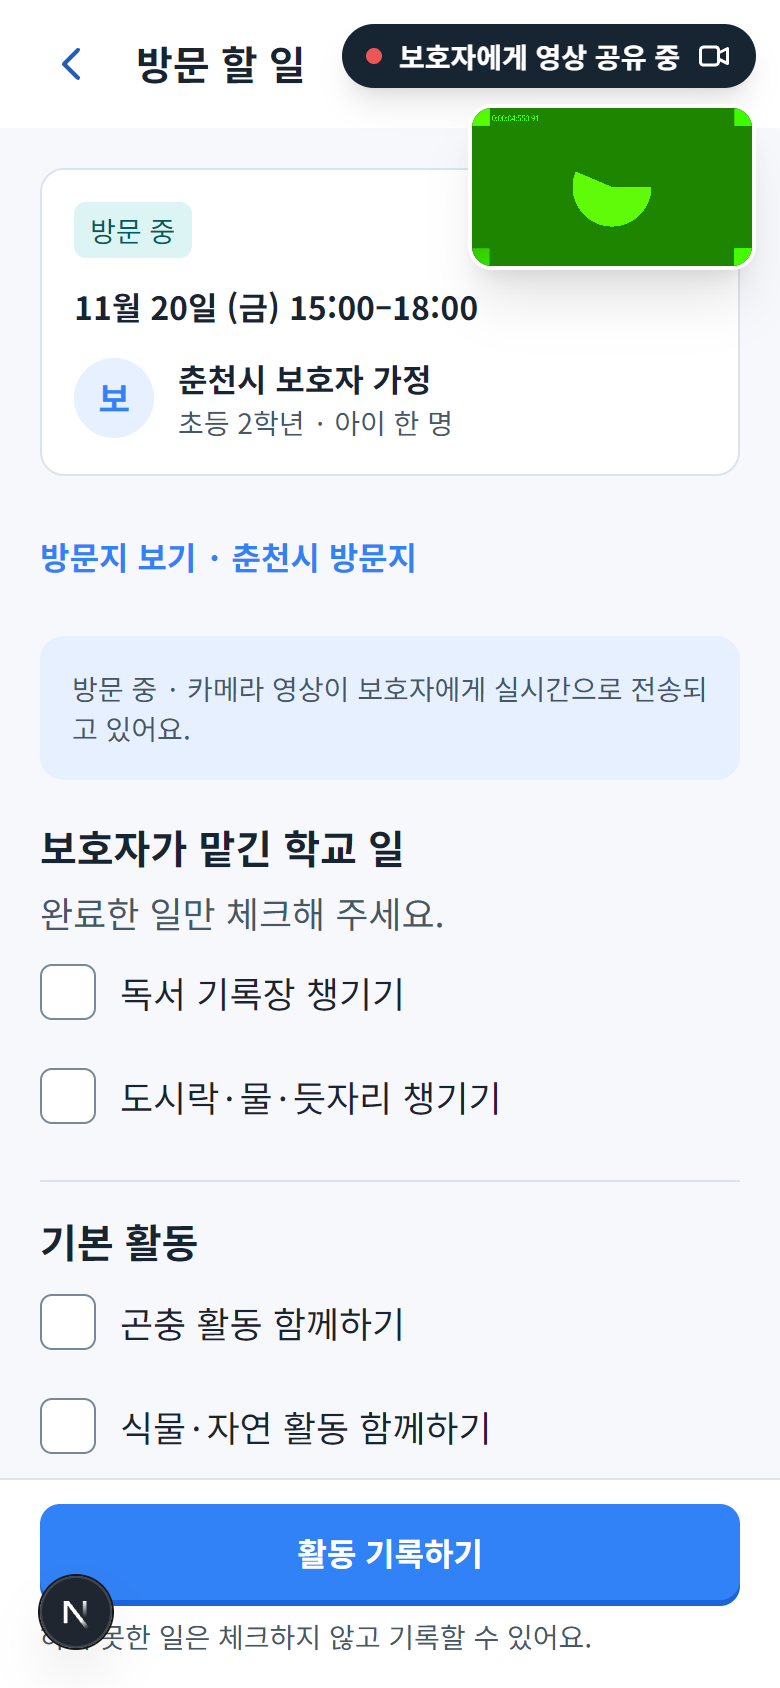 방문 할 일
보호자에게 영상 공유 중
방문 중
11월 20일 (금) 15:00–18:00
보
춘천시 보호자 가정
초등 2학년 · 아이 한 명
방문지 보기 · 춘천시 방문지
방문 중 · 카메라 영상이 보호자에게 실시간으로 전송되
고 있어요.
보호자가 맡긴 학교 일
완료한 일만 체크해 주세요.
독서 기록장 챙기기
도시락·물·돗자리 챙기기
기본 활동
곤충 활동 함께하기
식물·자연 활동 함께하기
활동 기록하기
N
못한 일은 체크하지 않고 기록할 수 있어요.